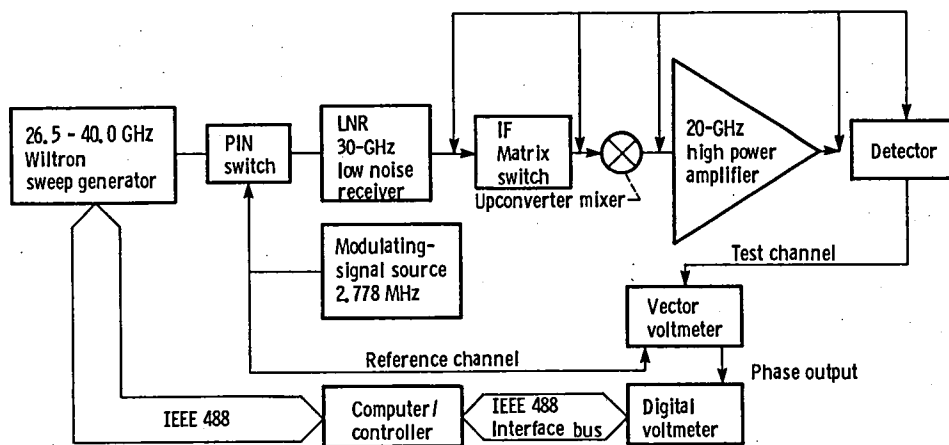 26.5 - 40.0 GHz
Wiltron
sweep generator
PIN
switch
LNR
30-GHz
low noise
receiver
IF
Matrix
switch
Upconverter mixer
20-GHz
high power
amplifier
Detector
Modulating-
signal source
2.778 MHz
Test channel
Vector
voltmeter
Reference channel
Phase output
IEEE 488
Computer/
controller
IEEE 488
Interface bus
Digital
voltmeter